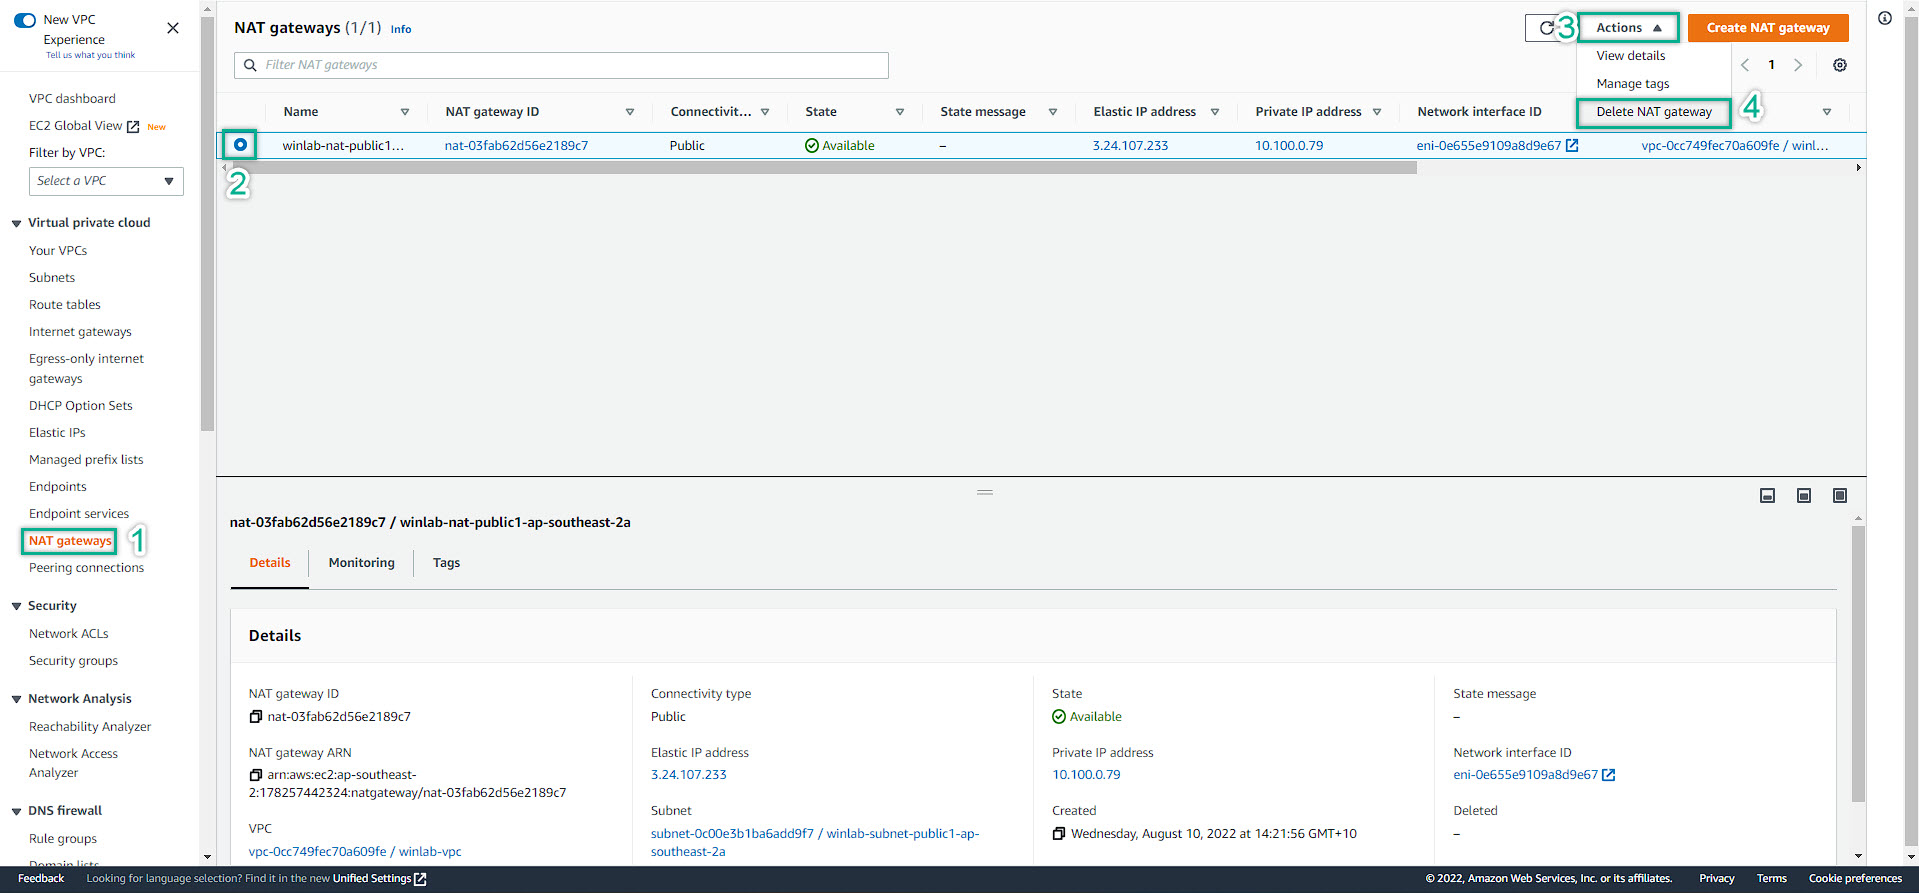 New VPC
Experience
Tell us what you think
VPC dashboard
EC2 Global View New
Filter by VPC:
Select a VPC
Virtual private cloud
Your VPCs
Subnets
Route tables
Internet gateways
Egress-only internet
gateways
DHCP Option Sets
Elastic IPs
Managed prefix lists
Endpoints
Endpoint services
NAT gateways 1
Peering connections
Security
Network ACLs
Security groups
Network Analysis
Reachability Analyzer
Network Access
Analyzer
DNS firewall
Rule groups
Domain lists
NAT gateways (1/1) Info
3 Actions Create NAT gateway
Filter NAT gateways
View details
Manage tags
Delete NAT gateway 4
1
Name NAT gateway ID Connectivit... State State message Elastic IP address Private IP address Network interface ID
winlab-nat-public1... nat-03fab62d56e2189c7 Public Available – 3.24.107.233 10.100.0.79 eni-0e655e9109a8d9e67 vpc-0cc749fec70a609fe / winl...
2
nat-03fab62d56e2189c7 / winlab-nat-public1-ap-southeast-2a
Details Monitoring Tags
Details
NAT gateway ID
nat-03fab62d56e2189c7
NAT gateway ARN
arn:aws:ec2:ap-southeast-
2:178257442324:natgateway/nat-03fab62d56e2189c7
VPC
vpc-0cc749fec70a609fe / winlab-vpc
Connectivity type
Public
Elastic IP address
3.24.107.233
Subnet
subnet-0c00e3b1ba6add9f7 / winlab-subnet-public1-ap-
southeast-2a
State
Available
Private IP address
10.100.0.79
Created
Wednesday, August 10, 2022 at 14:21:56 GMT+10
State message
–
Network interface ID
eni-0e655e9109a8d9e67
Deleted
–
Feedback Looking for language selection? Find it in the new Unified Settings © 2022, Amazon Web Services, Inc. or its affiliates. Privacy Terms Cookie preferences